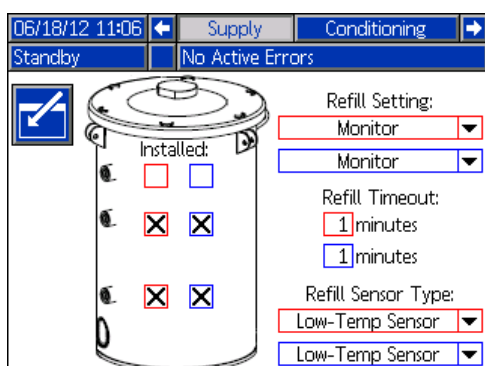 06/18/12 11:06 Supply Conditioning
Standby No Active Errors
Refill Setting:
Monitor
Installed:
Monitor
Refill Timeout:
1 minutes
1 minutes
Refill Sensor Type:
Low-Temp Sensor
Low-Temp Sensor